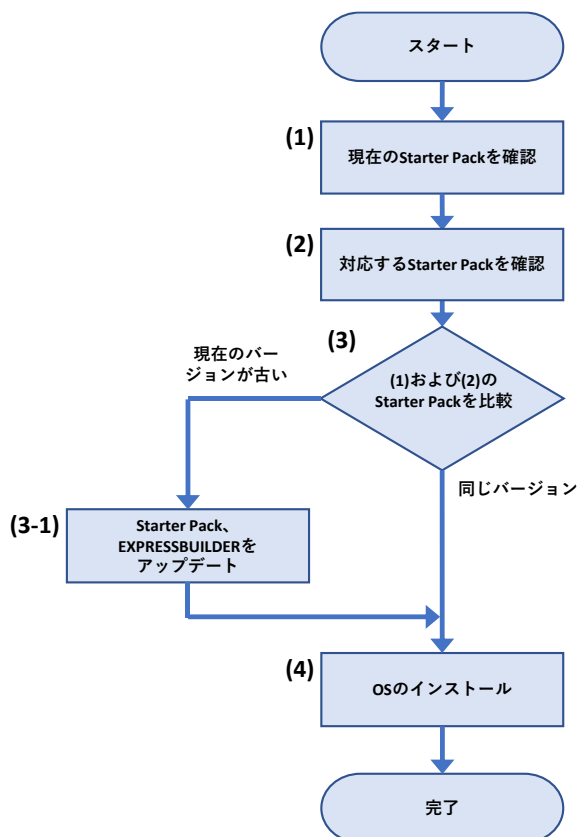 スタート
(1)
現在のStarter Packを確認
(2)
対応するStarter Packを確認
(3)
(1)および(2)の
Starter Packを比較
現在のバー
ジョンが古い
同じバージョン
(3-1)
Starter Pack、
EXPRESSBUILDERを
アップデート
(4)
OSのインストール
完了